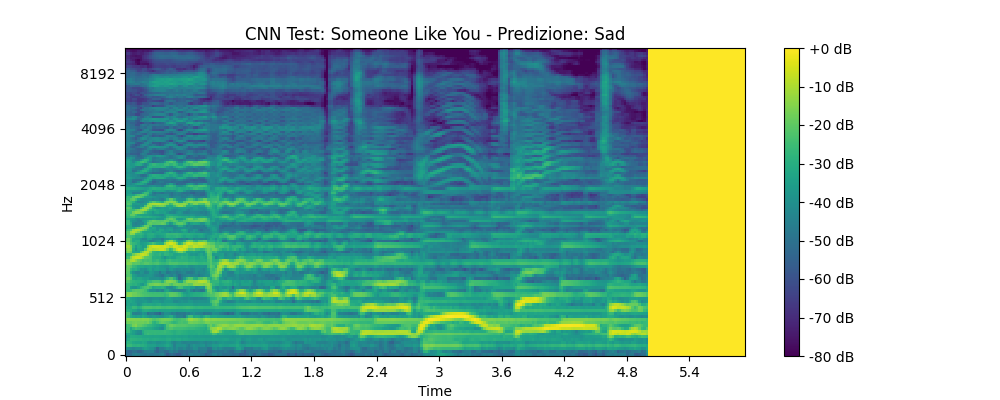 CNN Test: Someone Like You - Predizione: Sad
Hz
8192
4096
2048
1024
512
0
0 0.6 1.2 1.8 2.4 3 3.6 4.2 4.8 5.4
Time
+0 dB
-10 dB
-20 dB
-30 dB
-40 dB
-50 dB
-60 dB
-70 dB
-80 dB